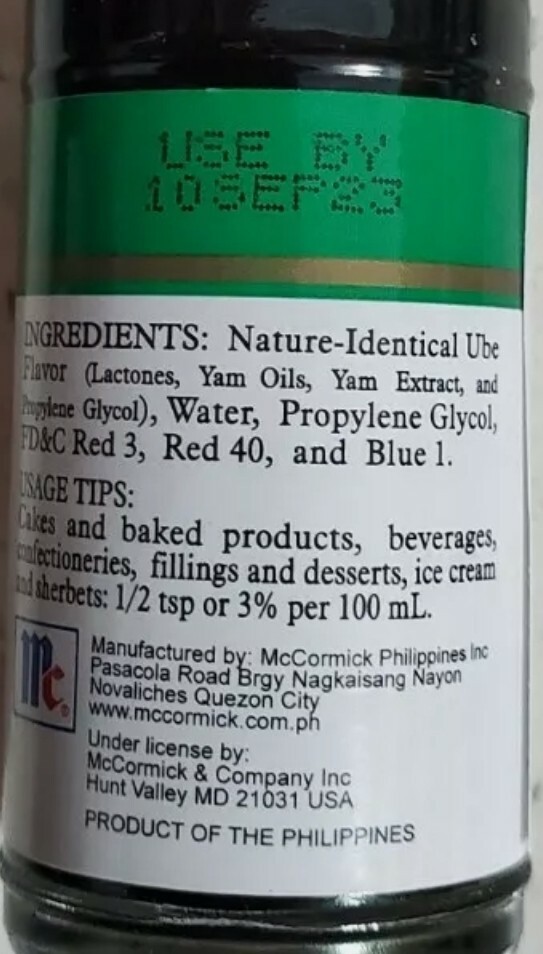 USE BY
10SEP23
INGREDIENTS: Nature-Identical Ube
Flavor (Lactones, Yam Oils, Yam Extract, and
Propylene Glycol), Water, Propylene Glycol,
FD&C Red 3, Red 40, and Blue 1.
USAGE TIPS:
Cakes and baked products, beverages,
confectioneries, fillings and desserts, ice cream
and sherbets: 1/2 tsp or 3% per 100 mL.
Mc®
Manufactured by: McCormick Philippines Inc
Pasacola Road Brgy Nagkaisang Nayon
Novaliches Quezon City
www.mccormick.com.ph
Under license by:
McCormick & Company Inc
Hunt Valley MD 21031 USA
PRODUCT OF THE PHILIPPINES